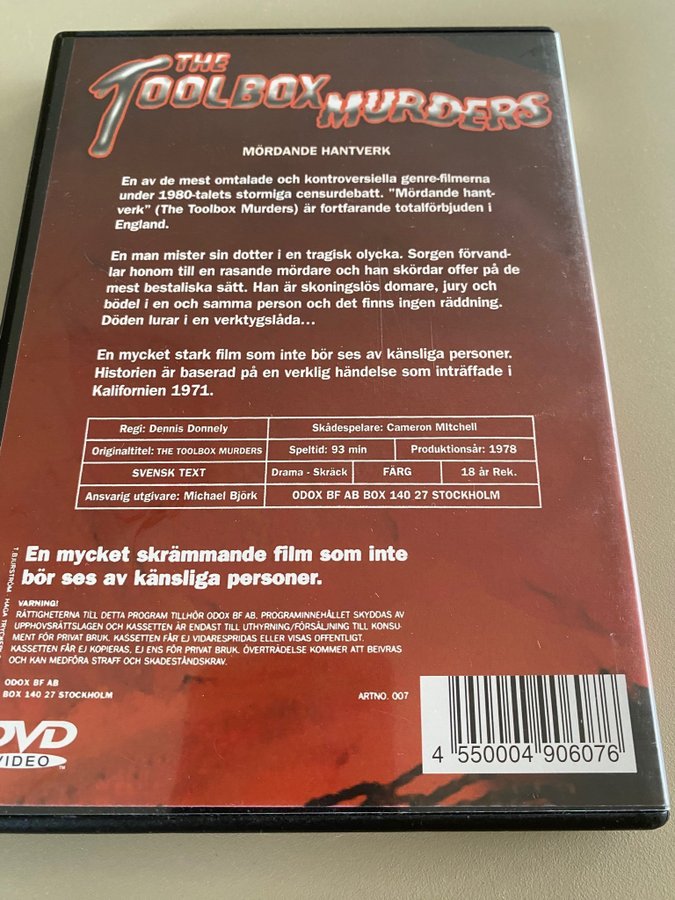 THE
TOOLBOX MURDERS
MÖRDANDE HANTVERK
En av de mest omtalade och kontroversiella genre-filmerna
under 1980-talets stormiga censurdebatt. "Mördande hant-
verk" (The Toolbox Murders) är fortfarande totalförbjuden i
England.
En man mister sin dotter i en tragisk olycka. Sorgen förvand-
lar honom till en rasande mördare och han skördar offer på de
mest bestaliska sätt. Han är skoningslös domare, jury och
bödel i en och samma person och det finns ingen räddning.
Döden lurar i en verktygslåda...
En mycket stark film som inte bör ses av känsliga personer.
Historien är baserad på en verklig händelse som inträffade i
Kalifornien 1971.
Regi: Dennis Donnely Skådespelare: Cameron MItchell
Originaltitel: THE TOOLBOX MURDERS Speltid: 93 min Produktionsår: 1978
SVENSK TEXT Drama - Skräck FÄRG 18 år Rek.
Ansvarig utgivare: Michael Björk ODOX BF AB BOX 140 27 STOCKHOLM
En mycket skrämmande film som inte
bör ses av känsliga personer.
VARNING!
RÄTTIGHETERNA TILL DETTA PROGRAM TILLHÖR ODOX BF AB. PROGRAMINNEHÅLLET SKYDDAS AV
UPPHOVSRÄTTSLAGEN OCH KASSETTEN ÄR ENDAST TILL UTHYRNING/FÖRSÄLJNING TILL KONSU-
MENT FÖR PRIVAT BRUK. KASSETTEN FÅR EJ VIDARESPRIDAS ELLER VISAS OFFENTLIGT.
KASSETTEN FÅR EJ KOPIERAS, EJ ENS FÖR PRIVAT BRUK. ÖVERTRÄDELSE KOMMER ATT BEIVRAS
OCH KAN MEDFÖRA STRAFF OCH SKADESTÅNDSKRAV.
ODOX BF AB
BOX 140 27 STOCKHOLM
ARTNO. 007
T. BJURSTRÖM
DVD
VIDEO TM
4 550004 906076